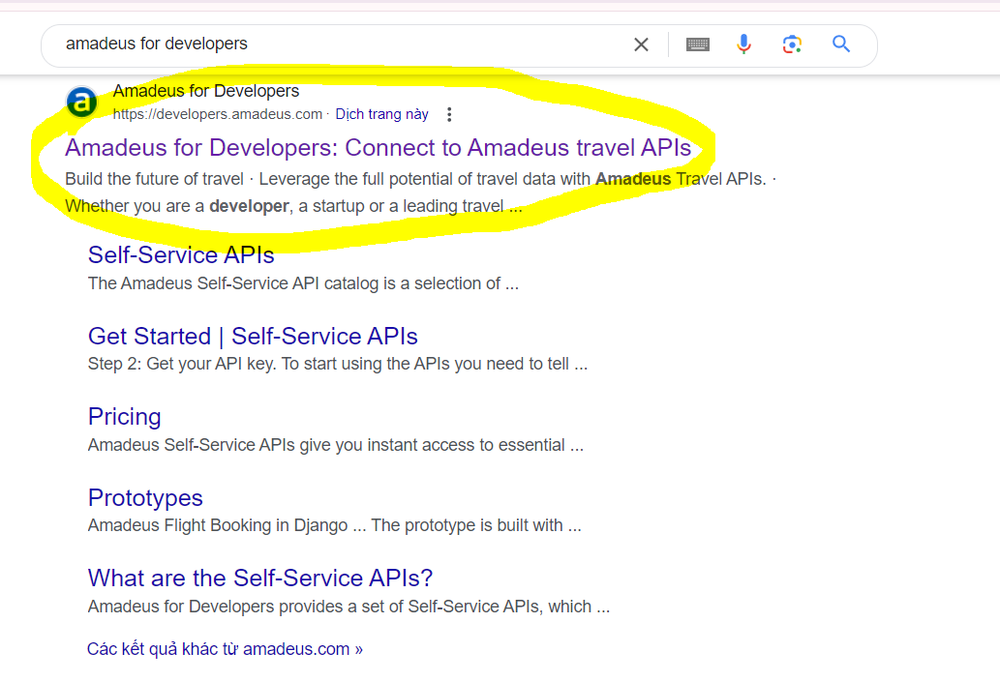 amadeus for developers
Amadeus for Developers
https://developers.amadeus.com · Dịch trang này
Amadeus for Developers: Connect to Amadeus travel APIs
Build the future of travel · Leverage the full potential of travel data with Amadeus Travel APIs. ·
Whether you are a developer, a startup or a leading travel ...
Self-Service APIs
The Amadeus Self-Service API catalog is a selection of ...
Get Started | Self-Service APIs
Step 2: Get your API key. To start using the APIs you need to tell ...
Pricing
Amadeus Self-Service APIs give you instant access to essential ...
Prototypes
Amadeus Flight Booking in Django ... The prototype is built with ...
What are the Self-Service APIs?
Amadeus for Developers provides a set of Self-Service APIs, which ...
Các kết quả khác từ amadeus.com »